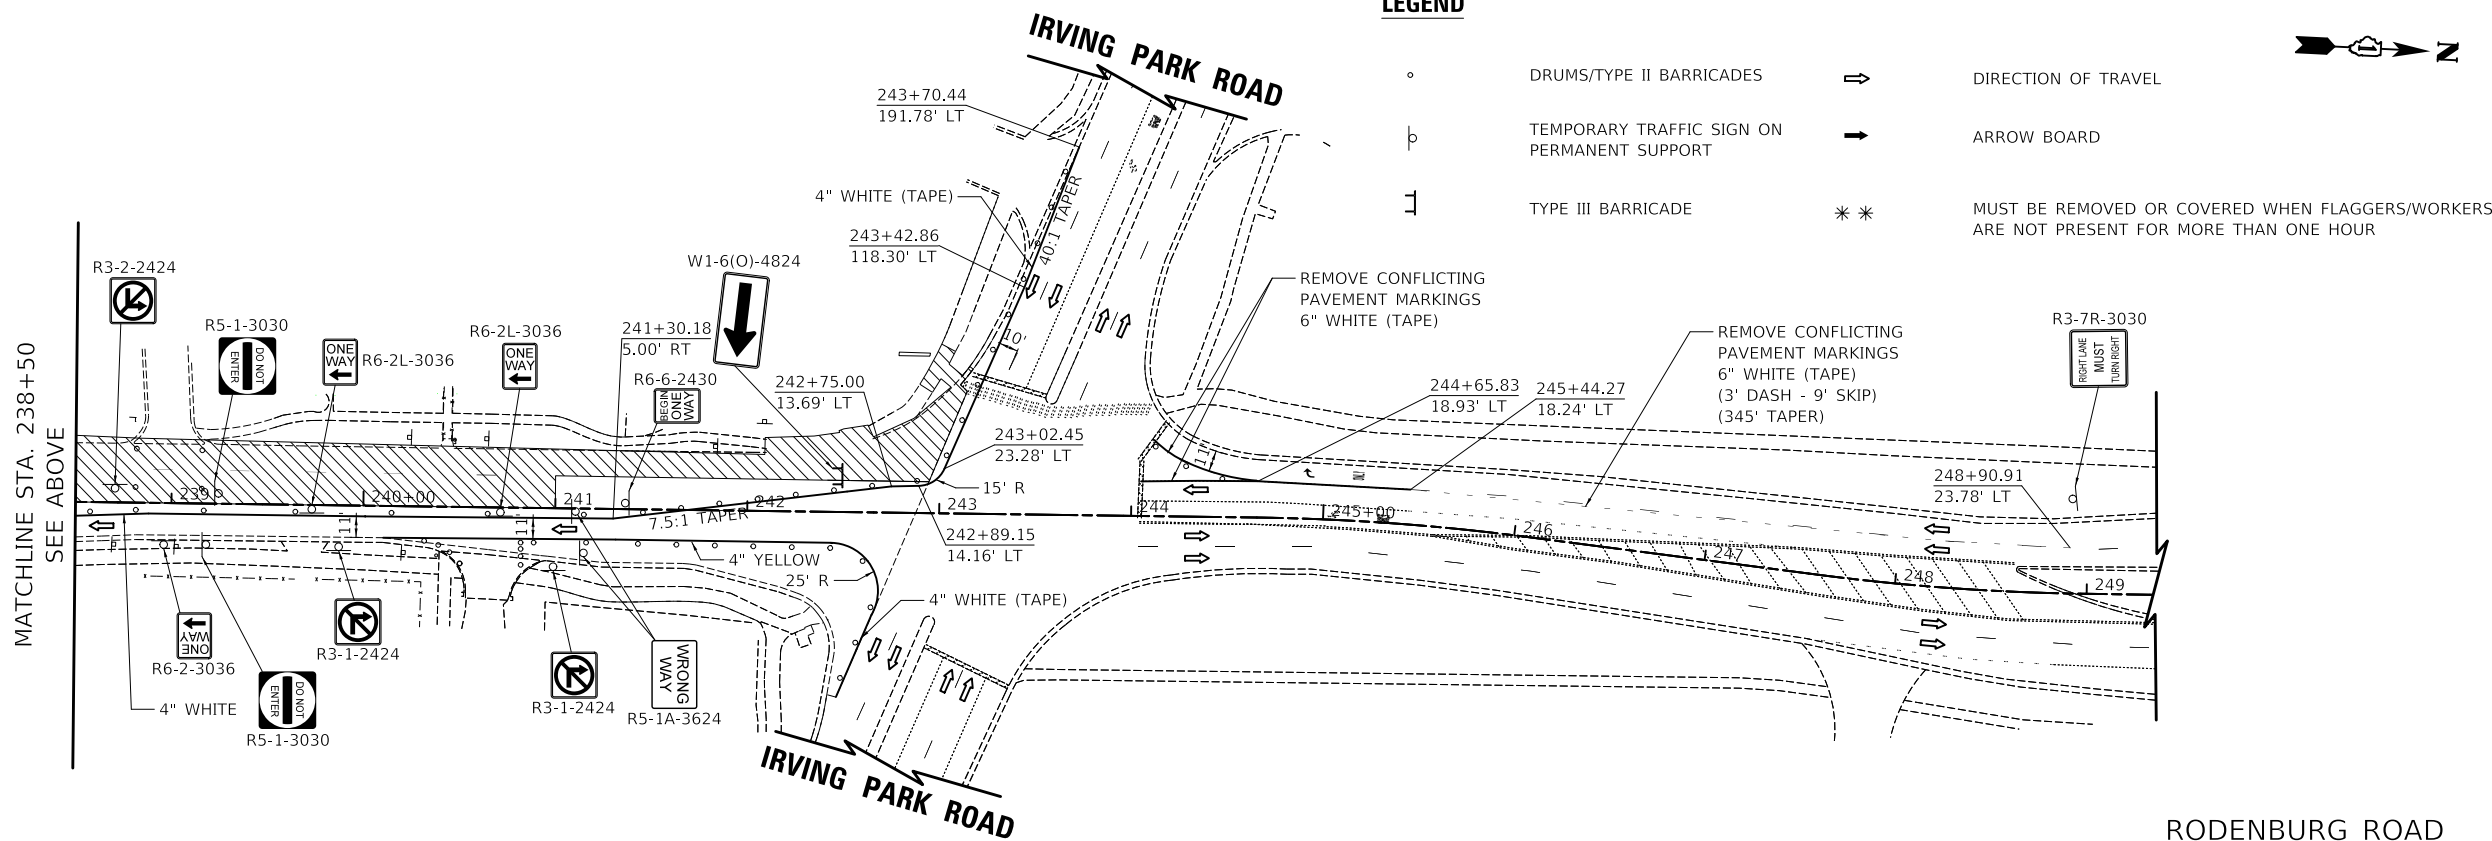 LEGEND
IRVING PARK ROAD
N
DRUMS/TYPE II BARRICADES
DIRECTION OF TRAVEL
TEMPORARY TRAFFIC SIGN ON
PERMANENT SUPPORT
ARROW BOARD
TYPE III BARRICADE
* *
MUST BE REMOVED OR COVERED WHEN FLAGGERS/WORKERS
ARE NOT PRESENT FOR MORE THAN ONE HOUR
243+70.44
191.78' LT
4" WHITE (TAPE)
40:1 TAPER
243+42.86
118.30' LT
10'
MATCHLINE STA. 238+50
SEE ABOVE
R3-2-2424
R5-1-3030
DO NOT
ENTER
ONE
WAY
R6-2L-3036
R6-2L-3036
ONE
WAY
241+30.18
5.00' RT
W1-6(O)-4824
R6-6-2430
BEGIN
ONE
WAY
242+75.00
13.69' LT
REMOVE CONFLICTING
PAVEMENT MARKINGS
6" WHITE (TAPE)
REMOVE CONFLICTING
PAVEMENT MARKINGS
6" WHITE (TAPE)
(3' DASH - 9' SKIP)
(345' TAPER)
R3-7R-3030
RIGHT LANE
MUST
TURN RIGHT
244+65.83
18.93' LT
245+44.27
18.24' LT
243+02.45
23.28' LT
15' R
248+90.91
23.78' LT
239
240+00
241
242
243
244
245+00
246
247
248
249
11'
11'
11'
7.5:1 TAPER
242+89.15
14.16' LT
4" YELLOW
25' R
4" WHITE (TAPE)
ONE
WAY
R6-2-3036
R3-1-2424
4" WHITE
DO NOT
ENTER
R5-1-3030
R3-1-2424
WRONG
WAY
R5-1A-3624
IRVING PARK ROAD
RODENBURG ROAD